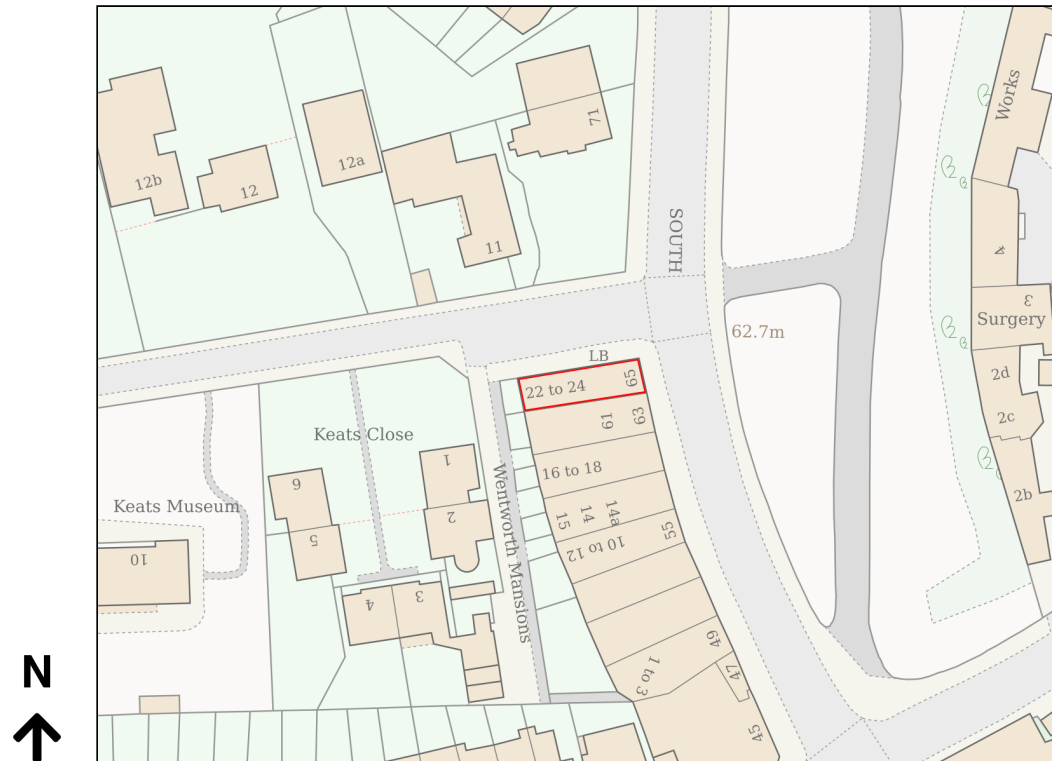 Works
71
12b
12
12a
11
SOUTH
4
3
Surgery
62.7m
LB
65
22 to 24
2d
63
61
2c
Keats Close
1
16 to 18
Wentworth Mansions
6
2b
Keats Museum
2
15
14
14a
55
5
10 to 12
10
4
3
49
47
1 to 3
45
N